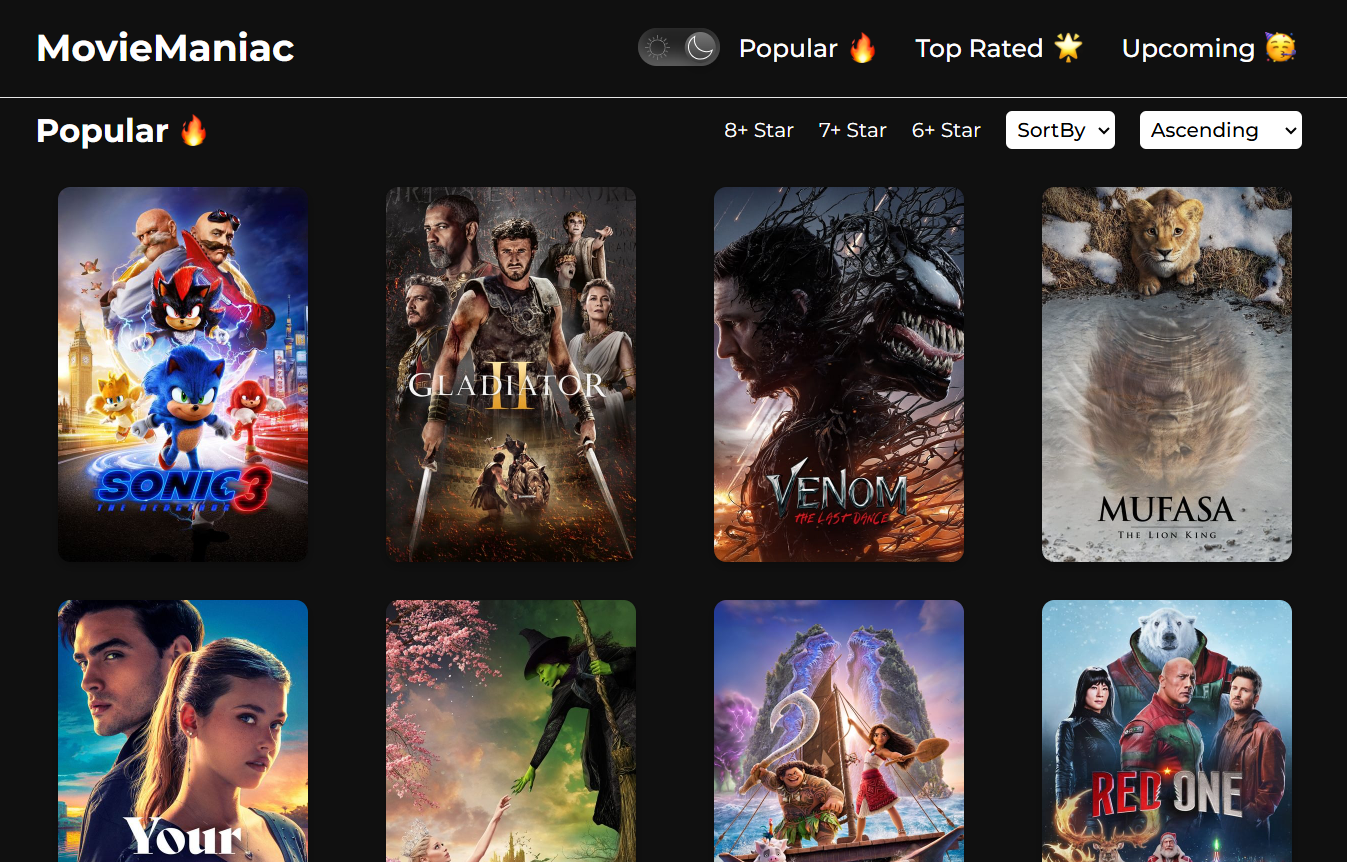 MovieManiac
Popular 🔥
Top Rated 🌟
Upcoming 🥳
Popular 🔥
8+ Star
7+ Star
6+ Star
SortBy
Ascending
SONIC 3
THE HEDGEHOG
GLADIATOR
II
VENOM
THE LAST DANCE
MUFASA
THE LION KING
Your
RED ONE